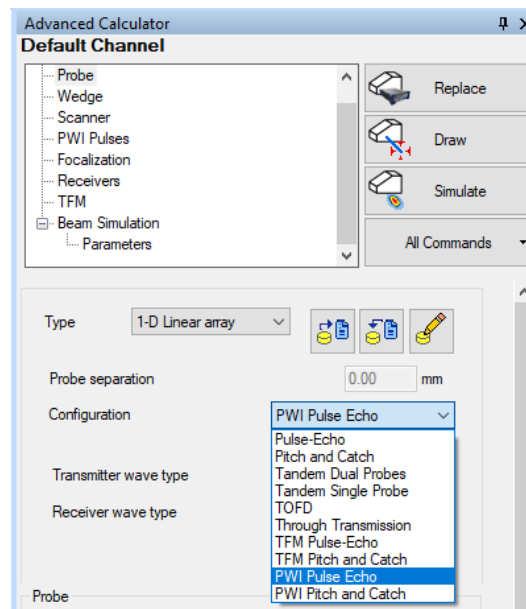 Advanced Calculator
Default Channel
Probe
Wedge
Scanner
PWI Pulses
Focalization
Receivers
TFM
Beam Simulation
Parameters
Replace
Draw
Simulate
All Commands
Type
1-D Linear array
Probe separation
0.00 mm
Configuration
PWI Pulse Echo
Pulse-Echo
Pitch and Catch
Tandem Dual Probes
Tandem Single Probe
TOFD
Through Transmission
TFM Pulse-Echo
TFM Pitch and Catch
PWI Pulse Echo
PWI Pitch and Catch
Transmitter wave type
Receiver wave type
Probe